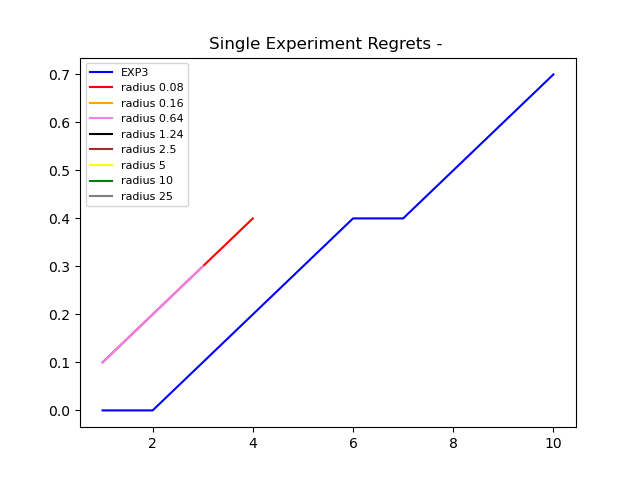 Single Experiment Regrets -
EXP3
radius 0.08
radius 0.16
radius 0.64
radius 1.24
radius 2.5
radius 5
radius 10
radius 25
0.7
0.6
0.5
0.4
0.3
0.2
0.1
0.0
2 4 6 8 10